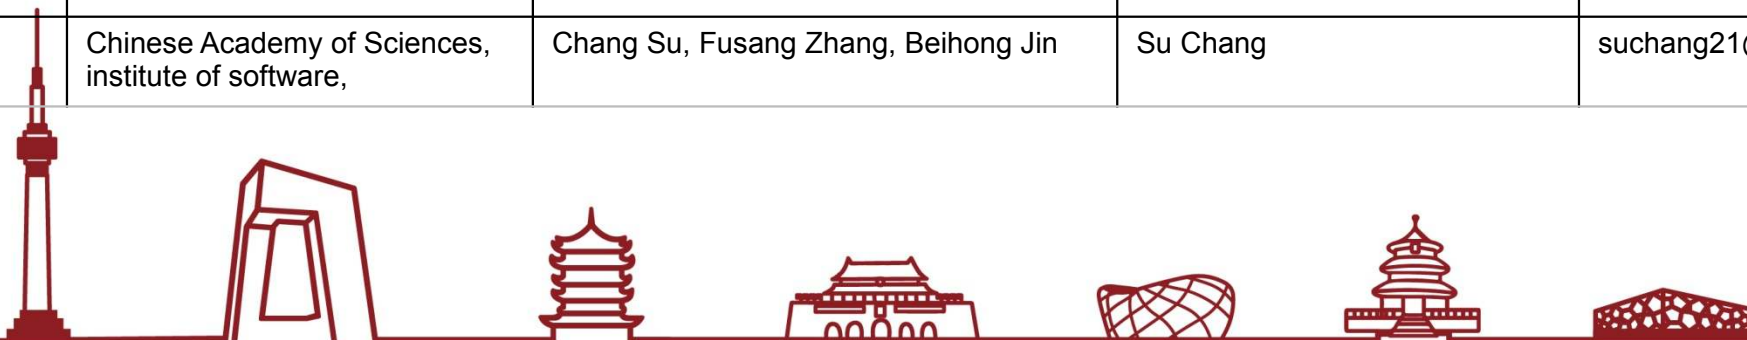 Chinese Academy of Sciences, Chang Su, Fusang Zhang, Beihong Jin Su Chang suchang21@
institute of software,